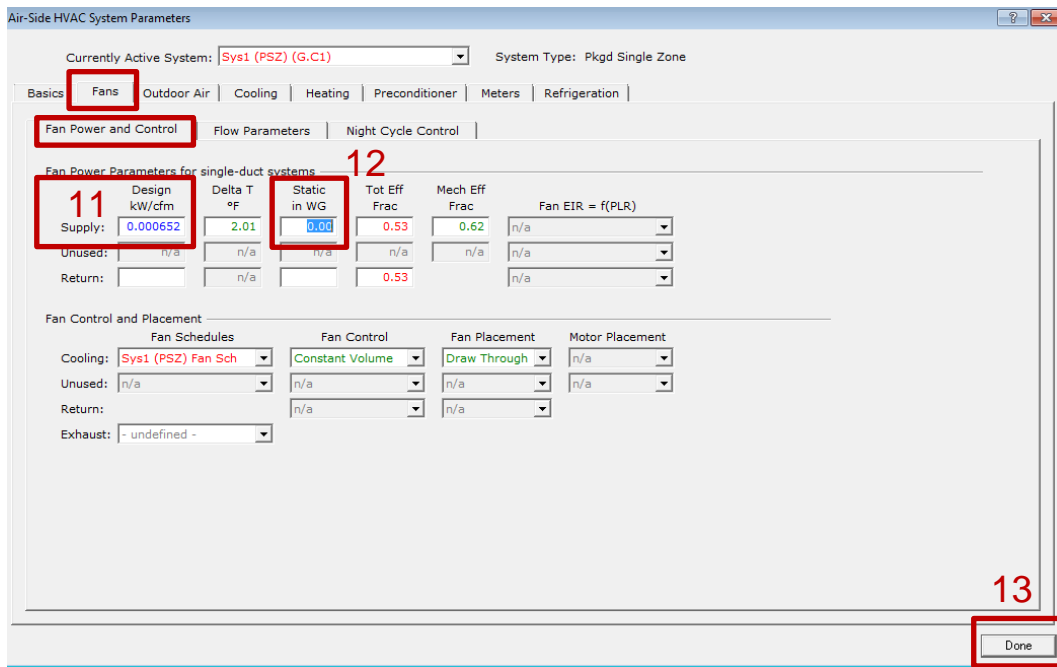 Air-Side HVAC System Parameters
Currently Active System: Sys1 (PSZ) (G.C1) System Type: Pkgd Single Zone
Basics Fans Outdoor Air Cooling Heating Preconditioner Meters Refrigeration
Fan Power and Control Flow Parameters Night Cycle Control
12
Fan Power Parameters for single-duct systems
11
Design Delta T Static Tot Eff Mech Eff
kW/cfm °F in WG Frac Frac Fan EIR = f(PLR)
Supply: 0.000652 2.01 0.00 0.53 0.62 n/a
Unused: n/a n/a n/a n/a n/a n/a
Return: n/a 0.53 n/a
Fan Control and Placement
Fan Schedules Fan Control Fan Placement Motor Placement
Cooling: Sys1 (PSZ) Fan Sch Constant Volume Draw Through n/a
Unused: n/a n/a n/a n/a
Return: n/a n/a
Exhaust: - undefined -
13
Done